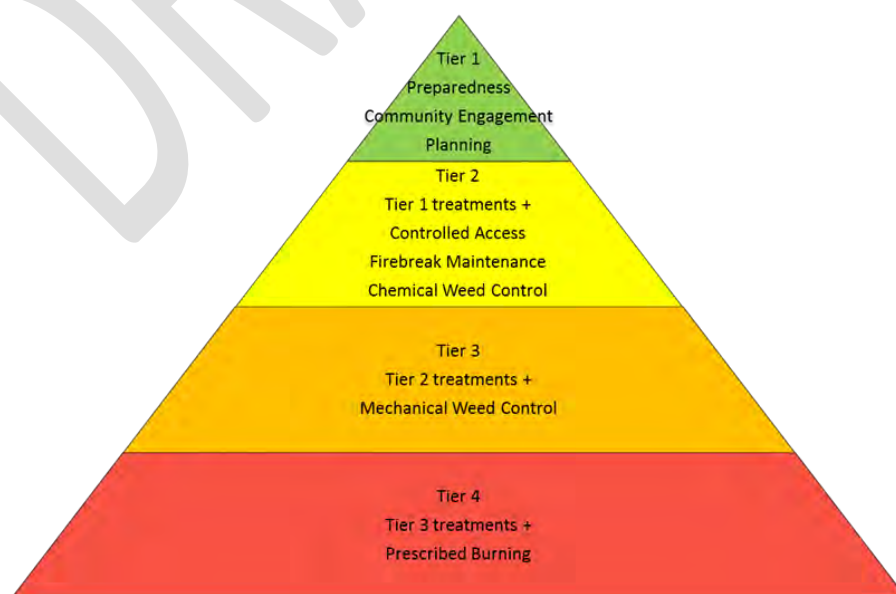 Tier 1
Preparedness
Community Engagement
Planning
Tier 2
Tier 1 treatments +
Controlled Access
Firebreak Maintenance
Chemical Weed Control
Tier 3
Tier 2 treatments +
Mechanical Weed Control
Tier 4
Tier 3 treatments +
Prescribed Burning